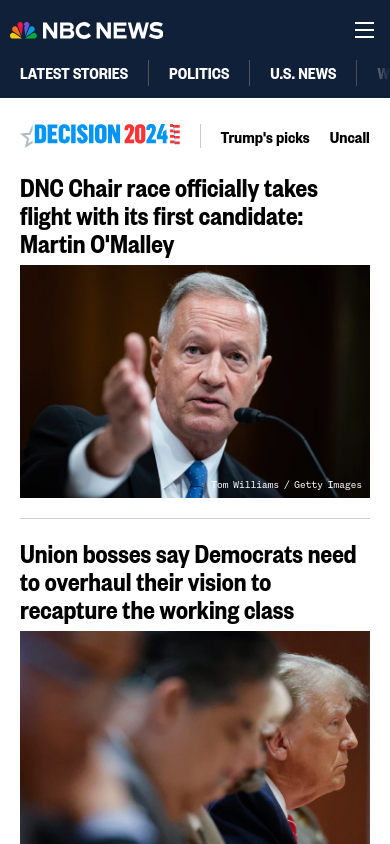 NBC NEWS
LATEST STORIES
POLITICS
U.S. NEWS
DECISION 2024
Trump's picks
Uncall
DNC Chair race officially takes
flight with its first candidate:
Martin O'Malley
Tom Williams / Getty Images
Union bosses say Democrats need
to overhaul their vision to
recapture the working class